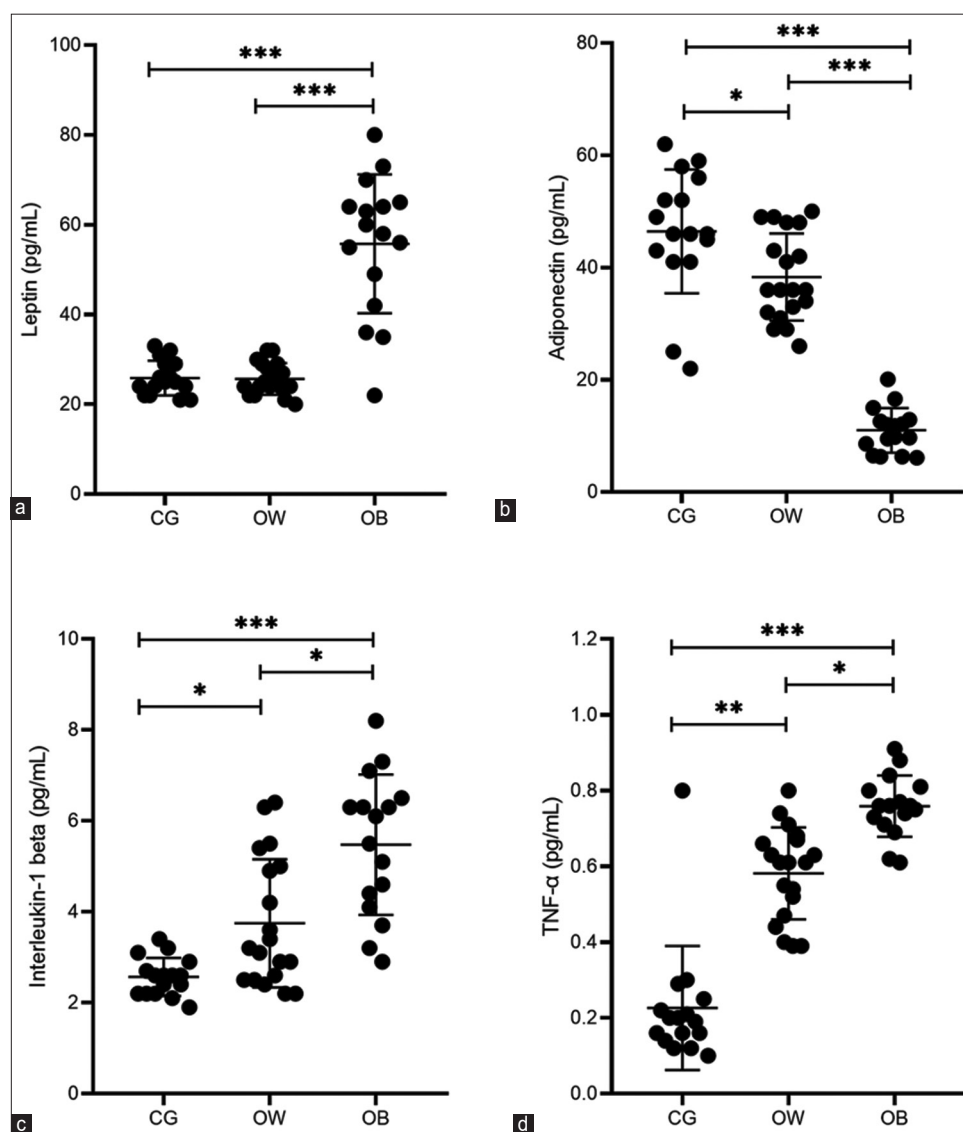 Leptin (pg/mL)
100
80
60
40
20
0
***
***
CG OW OB
a
Adiponectin (pg/mL)
80
60
40
20
0
***
***
*
CG OW OB
b
Interleukin-1 beta (pg/mL)
10
8
6
4
2
0
***
*
*
CG OW OB
c
TNF-α (pg/mL)
1.2
1.0
0.8
0.6
0.4
0.2
0.0
***
*
**
CG OW OB
d